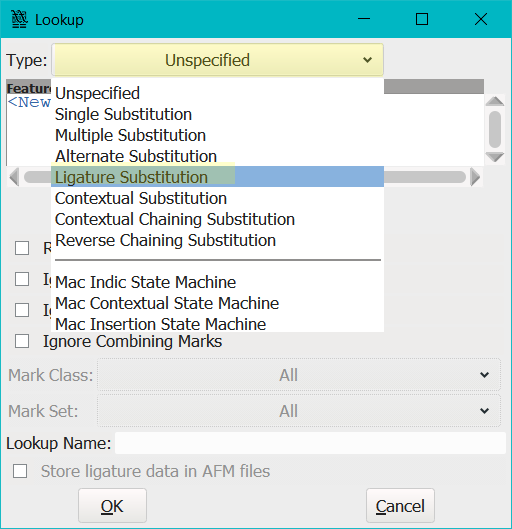 Lookup
Type: Unspecified
Feature
<New
Unspecified
Single Substitution
Multiple Substitution
Alternate Substitution
Ligature Substitution
Contextual Substitution
Contextual Chaining Substitution
Reverse Chaining Substitution
Mac Indic State Machine
Mac Contextual State Machine
Mac Insertion State Machine
Ignore Combining Marks
Mark Class: All
Mark Set: All
Lookup Name:
Store ligature data in AFM files
OK Cancel